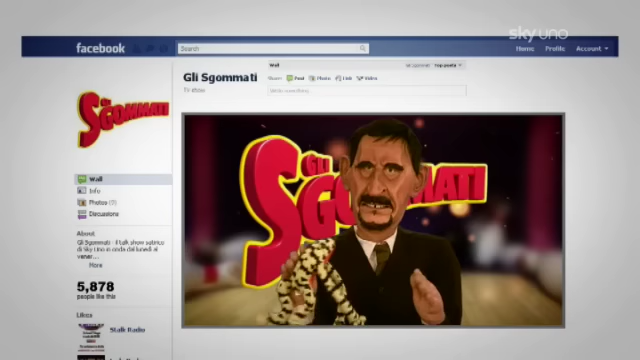 sky uno
facebook
Search
Home Profile Account
Gli Sgommati
TV show
Wall
Top posts
Share: Post Photo Link Video
Write something...
GLI SGOMMATI
GLI SGOMMATI
Wall
Info
Photos
Discussions
About
Gli Sgommati - il talk show satirico
di Sky Uno in onda dal lunedì al
vener...
More
5,878
people like this
Likes
Stalk Radio